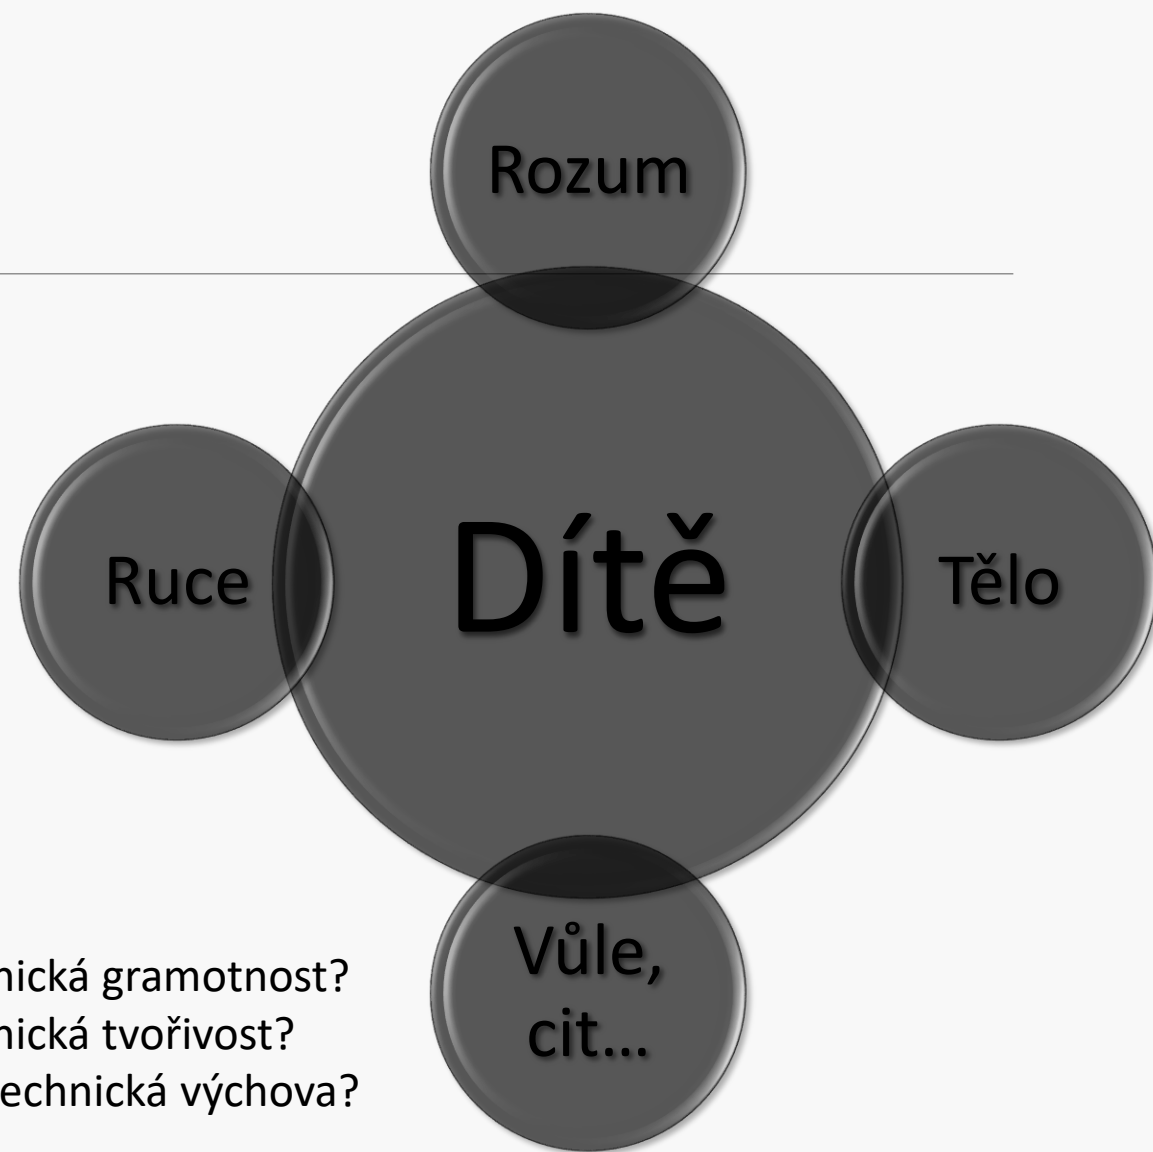 Rozum
Ruce
Dítě
Tělo
Vůle,
cit...
nická gramotnost?
nická tvořivost?
echnická výchova?